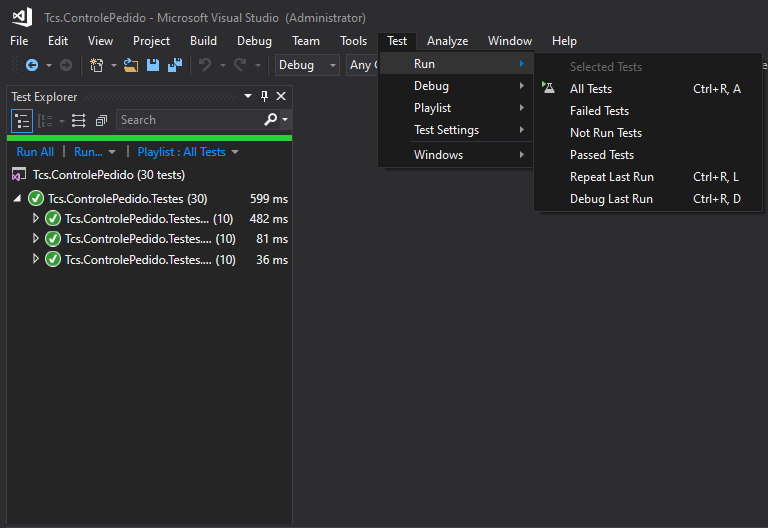 Tcs.ControlePedido - Microsoft Visual Studio (Administrator)
File Edit View Project Build Debug Team Tools Test Analyze Window Help
Debug Any
Run
Debug
Playlist
Test Settings
Windows
Selected Tests
All Tests Ctrl+R, A
Failed Tests
Not Run Tests
Passed Tests
Repeat Last Run Ctrl+R, L
Debug Last Run Ctrl+R, D
Test Explorer
Search
Run All | Run... | Playlist : All Tests
Tcs.ControlePedido (30 tests)
Tcs.ControlePedido.Testes (30) 599 ms
Tcs.ControlePedido.Testes... (10) 482 ms
Tcs.ControlePedido.Testes.... (10) 81 ms
Tcs.ControlePedido.Testes.... (10) 36 ms